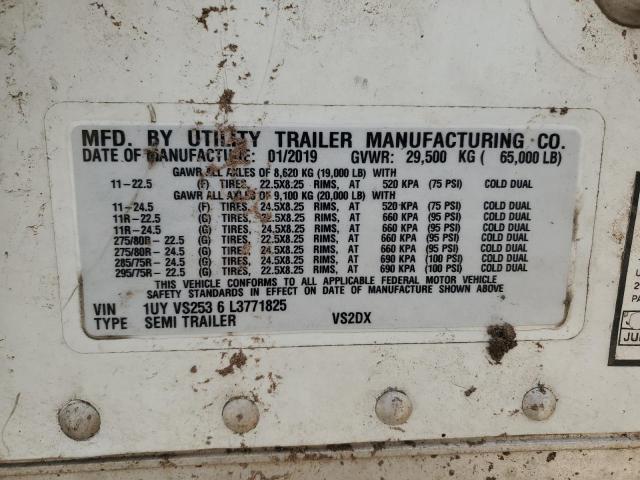 MFD. BY UTILITY TRAILER MANUFACTURING CO.
DATE OF MANUFACTURE: 01/2019 GVWR: 29,500 KG ( 65,000 LB)
GAWR ALL AXLES OF 8,620 KG (19,000 LB) WITH
11-22.5 (F) TIRES, 22.5X8.25 RIMS, AT 520 KPA (75 PSI) COLD DUAL
GAWR ALL AXLES OF 9,100 KG (20,000 LB) WITH
11-24.5 (F) TIRES, 24.5X8.25 RIMS, AT 520 KPA (75 PSI) COLD DUAL
11R-22.5 (G) TIRES, 22.5X8.25 RIMS, AT 660 KPA (95 PSI) COLD DUAL
11R-24.5 (G) TIRES, 24.5X8.25 RIMS, AT 660 KPA (95 PSI) COLD DUAL
275/80R-22.5 (G) TIRES, 22.5X8.25 RIMS, AT 660 KPA (95 PSI) COLD DUAL
275/80R-24.5 (G) TIRES, 24.5X8.25 RIMS, AT 660 KPA (95 PSI) COLD DUAL
285/75R-24.5 (G) TIRES, 24.5X8.25 RIMS, AT 690 KPA (100 PSI) COLD DUAL
295/75R-22.5 (G) TIRES, 22.5X8.25 RIMS, AT 690 KPA (100 PSI) COLD DUAL
THIS VEHICLE CONFORMS TO ALL APPLICABLE FEDERAL MOTOR VEHICLE
SAFETY STANDARDS IN EFFECT ON DATE OF MANUFACTURE SHOWN ABOVE
VIN 1UY VS253 6 L3771825
TYPE SEMI TRAILER VS2DX